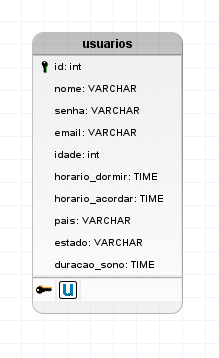 usuarios
id: int
nome: VARCHAR
senha: VARCHAR
email: VARCHAR
idade: int
horario_dormir: TIME
horario_acordar: TIME
pais: VARCHAR
estado: VARCHAR
duracao_sono: TIME
U